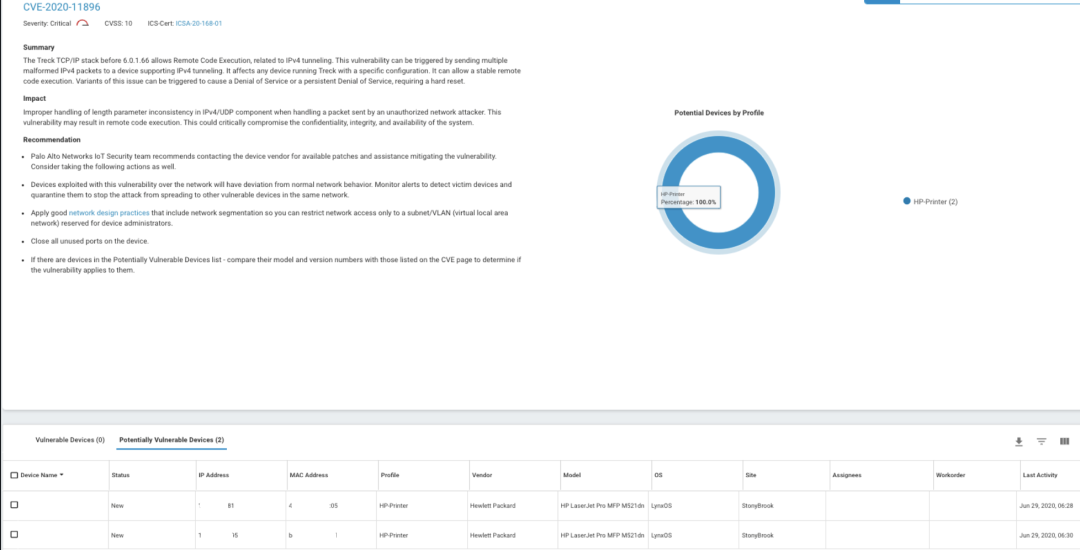 CVE-2020-11896
Severity: Critical CVSS: 10 ICS-Cert: ICSA-20-168-01
Summary
The Treck TCP/IP stack before 6.0.1.66 allows Remote Code Execution, related to IPv4 tunneling. This vulnerability can be triggered by sending multiple
malformed IPv4 packets to a device supporting IPv4 tunneling. It affects any device running Treck with a specific configuration. It can allow a stable remote
code execution. Variants of this issue can be triggered to cause a Denial of Service or a persistent Denial of Service, requiring a hard reset.
Impact
Improper handling of length parameter inconsistency in IPv4/UDP component when handling a packet sent by an unauthorized network attacker. This
vulnerability may result in remote code execution. This could critically compromise the confidentiality, integrity, and availability of the system.
Recommendation
• Palo Alto Networks IoT Security team recommends contacting the device vendor for available patches and assistance mitigating the vulnerability.
Consider taking the following actions as well.
• Devices exploited with this vulnerability over the network will have deviation from normal network behavior. Monitor alerts to detect victim devices and
quarantine them to stop the attack from spreading to other vulnerable devices in the same network.
• Apply good network design practices that include network segmentation so you can restrict network access only to a subnet/VLAN (virtual local area
network) reserved for device administrators.
• Close all unused ports on the device.
• If there are devices in the Potentially Vulnerable Devices list - compare their model and version numbers with those listed on the CVE page to determine if
the vulnerability applies to them.
Potential Devices by Profile
HP-Printer
Percentage: 100.0%
HP-Printer (2)
Vulnerable Devices (0) Potentially Vulnerable Devices (2)
Device Name Status IP Address MAC Address Profile Vendor Model OS Site Assignees Workorder Last Activity
New 81 :05 HP-Printer Hewlett Packard HP LaserJet Pro MFP M521dn LynxOS StonyBrook Jun 29, 2020, 06:28
New 1 b HP-Printer Hewlett Packard HP LaserJet Pro MFP M521dn LynxOS StonyBrook Jun 29, 2020, 06:30